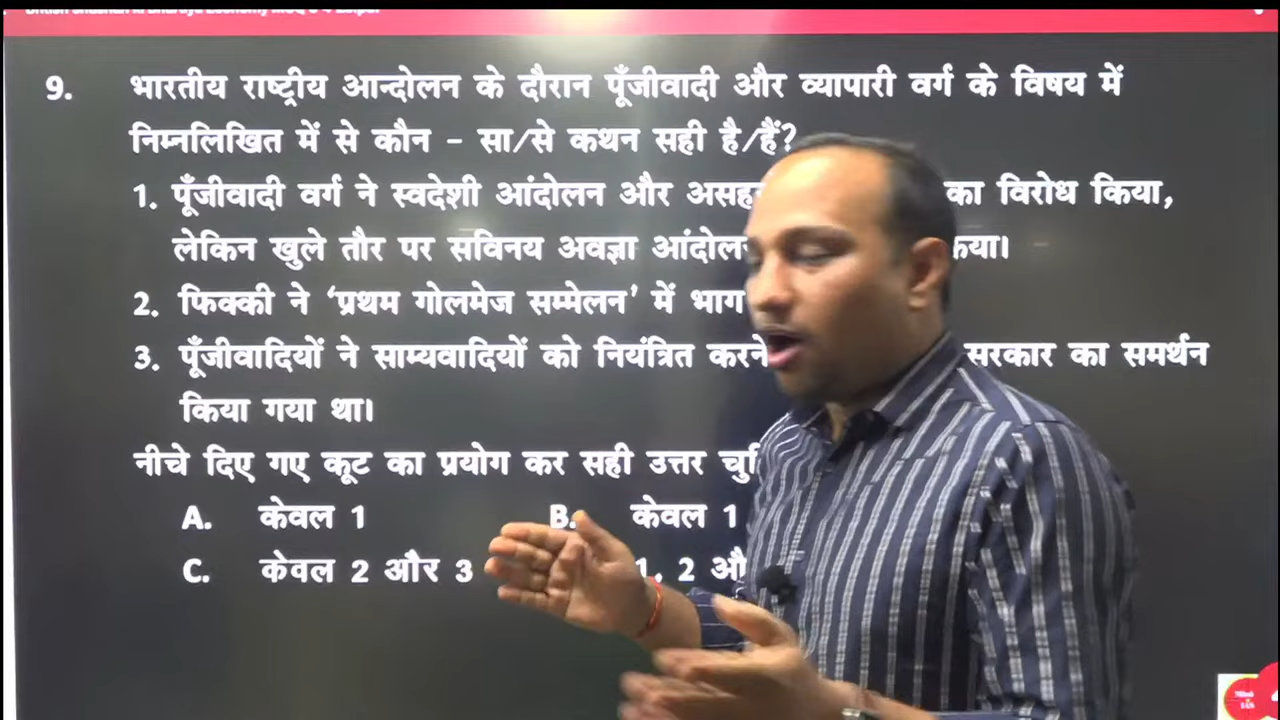 9. भारतीय राष्ट्रीय आन्दोलन के दौरान पूँजीवादी और व्यापारी वर्ग के विषय में
निम्नलिखित में से कौन - सा/से कथन सही है/हैं?
1. पूँजीवादी वर्ग ने स्वदेशी आंदोलन और का विरोध किया,
लेकिन खुले तौर पर सविनय अवज्ञा
2. फिक्की ने ‘प्रथम गोलमेज सम्मेलन’ में भाग
3. पूँजीवादियों ने साम्यवादियों को नियंत्रित सरकार का समर्थन
किया गया था।
नीचे दिए गए कूट का प्रयोग कर सही उत्तर
A. केवल 1 B. केवल 1
C. केवल 2 और 3 1, 2